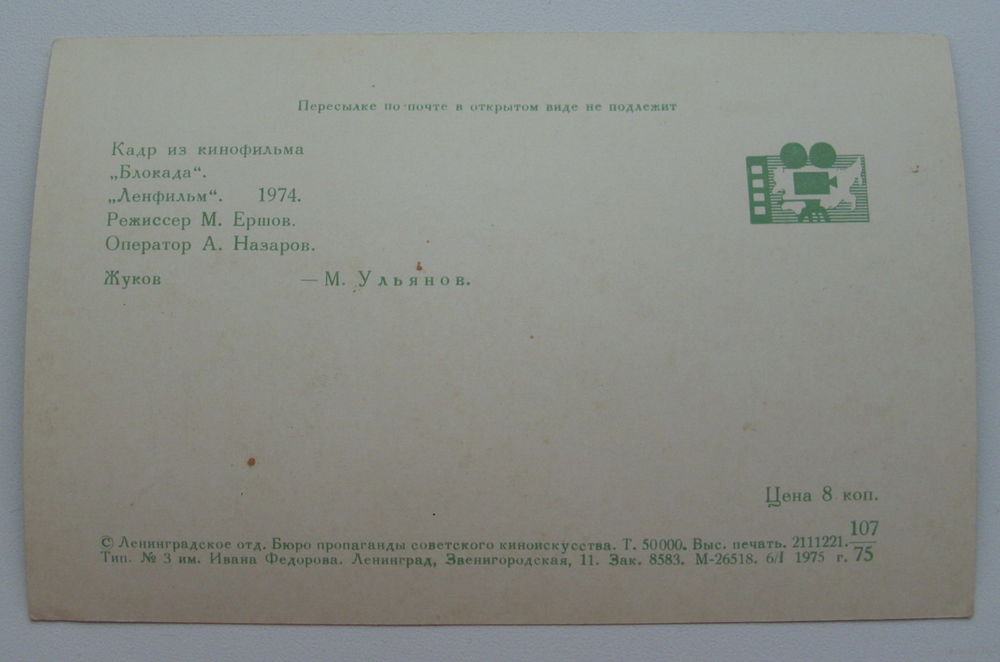 Пересылке по почте в открытом виде не подлежит
Кадр из кинофильма
„Блокада“.
„Ленфильм“. 1974.
Режиссер М. Ершов.
Оператор А. Назаров.
Жуков — М. Ульянов.
Цена 8 коп.
© Ленинградское отд. Бюро пропаганды советского киноискусства. Т. 50000. Выс. печать. 2111221. 107/75
Тип. № 3 им. Ивана Федорова. Ленинград, Звенигородская, 11. Зак. 8583. М-26518. 6/I 1975 г.